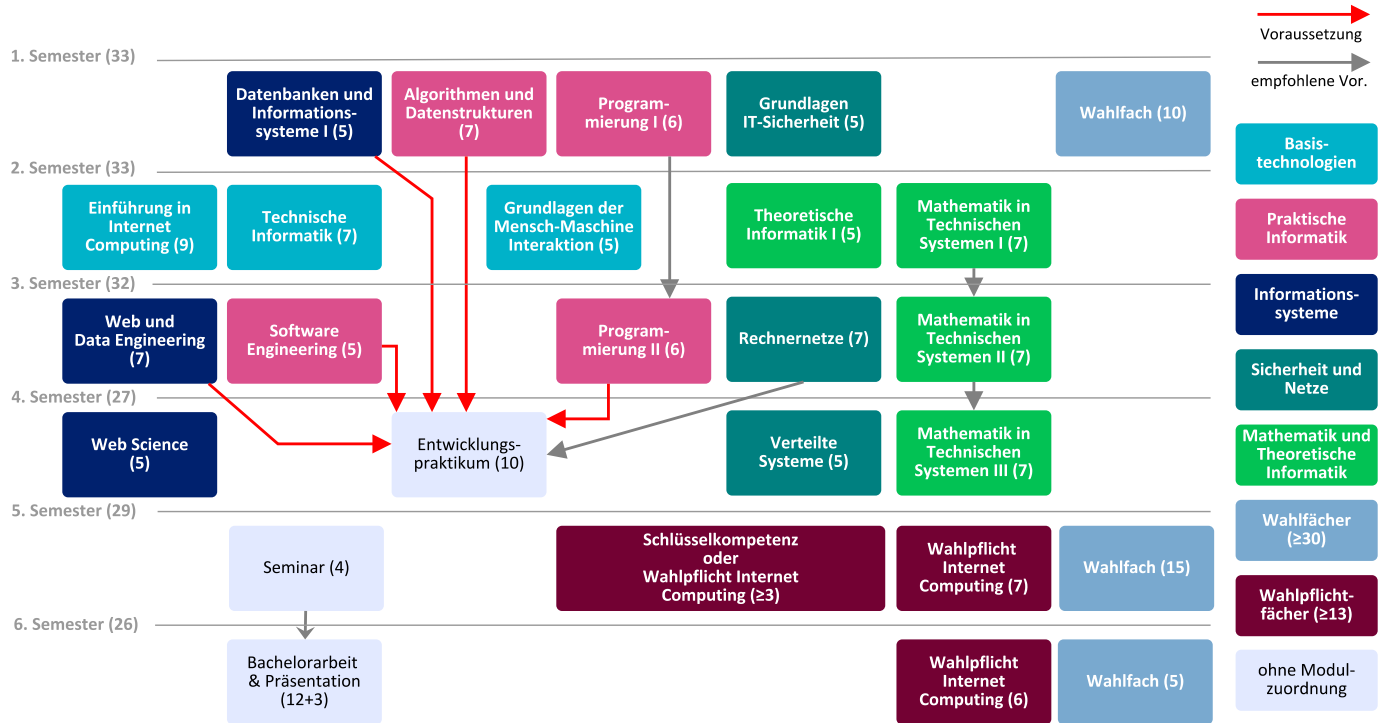 Voraussetzung
empfohlene Vor.
1. Semester (33)
Datenbanken und
Informations-
systeme I (5)
Algorithmen und
Datenstrukturen
(7)
Program-
mierung I (6)
Grundlagen
IT-Sicherheit (5)
Wahlfach (10)
2. Semester (33)
Einführung in
Internet
Computing (9)
Technische
Informatik (7)
Grundlagen der
Mensch-Maschine
Interaktion (5)
Theoretische
Informatik I (5)
Mathematik in
Technischen
Systemen I (7)
3. Semester (32)
Web und
Data Engineering
(7)
Software
Engineering (5)
Program-
mierung II (6)
Rechnernetze (7)
Mathematik in
Technischen
Systemen II (7)
4. Semester (27)
Web Science
(5)
Entwicklungs-
praktikum (10)
Verteilte
Systeme (5)
Mathematik in
Technischen
Systemen III (7)
5. Semester (29)
Seminar (4)
Schlüsselkompetenz
oder
Wahlpflicht Internet
Computing (≥3)
Wahlpflicht
Internet
Computing (7)
Wahlfach (15)
6. Semester (26)
Bachelorarbeit
& Präsentation
(12+3)
Wahlpflicht
Internet
Computing (6)
Wahlfach (5)
Basis-
technologien
Praktische
Informatik
Informations-
systeme
Sicherheit und
Netze
Mathematik und
Theoretische
Informatik
Wahlfächer
(≥30)
Wahlpflicht-
fächer (≥13)
ohne Modul-
zuordnung